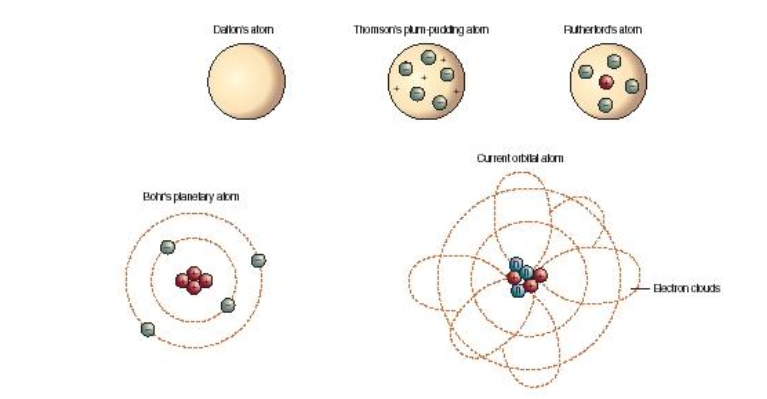 Dalton's atom
Thomson's plum-pudding atom
Rutherford's atom
Current orbital atom
Bohr's planetary atom
Electron clouds